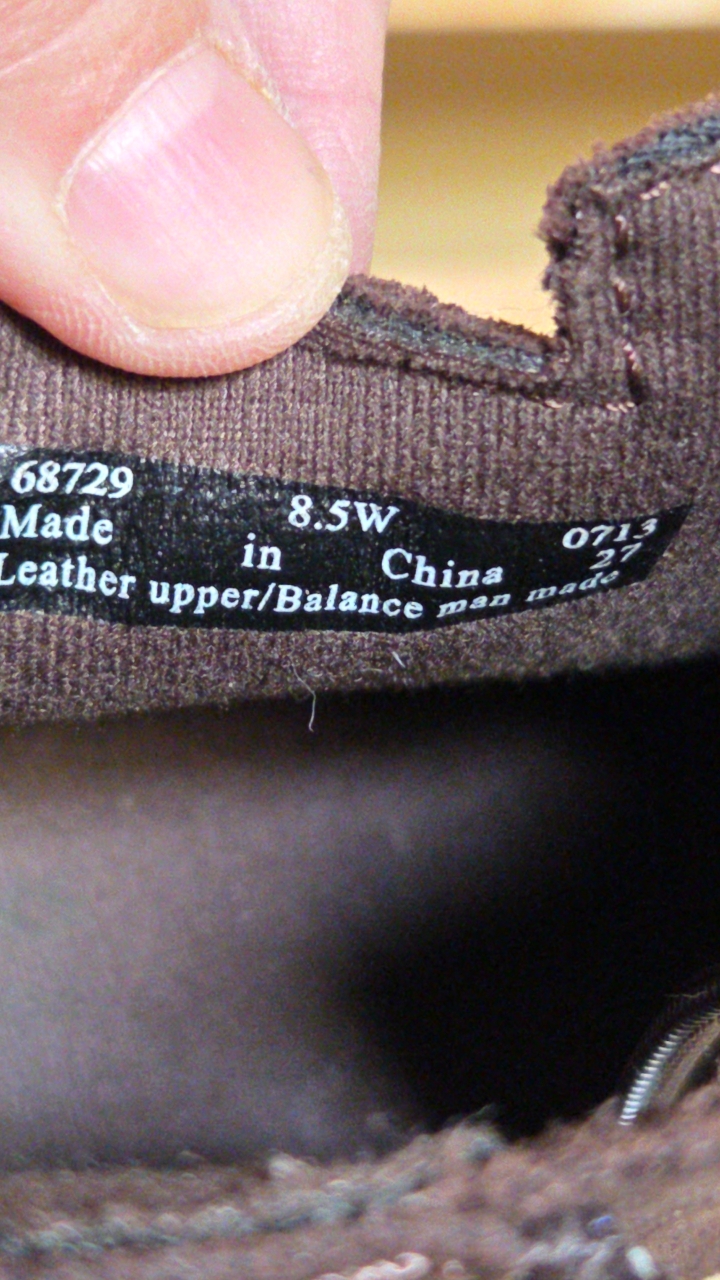 68729 8.5W 0713
Made in China 27
Leather upper/Balance man made